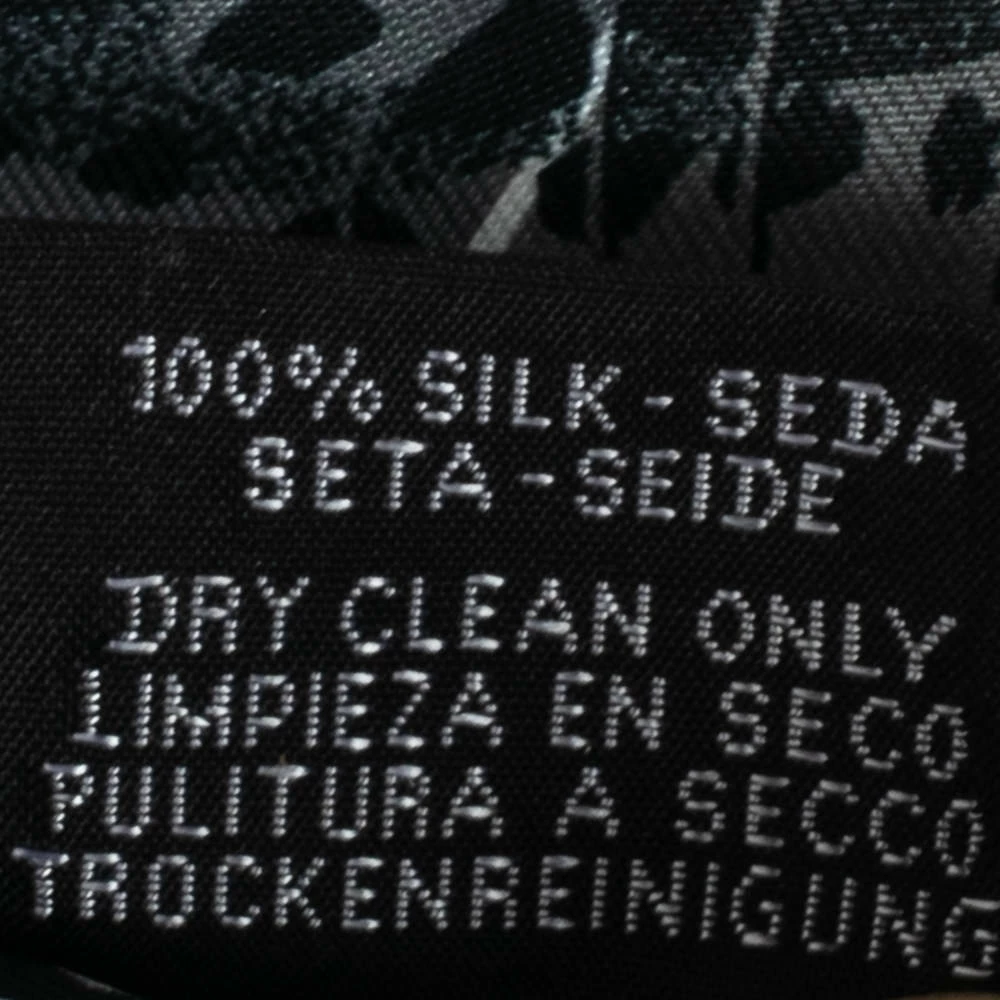 100% SILK - SEDA
SETA - SEIDE
DRY CLEAN ONLY
LIMPIEZA EN SECO
PULITURA A SECCO
TROCKENREINIGUNG